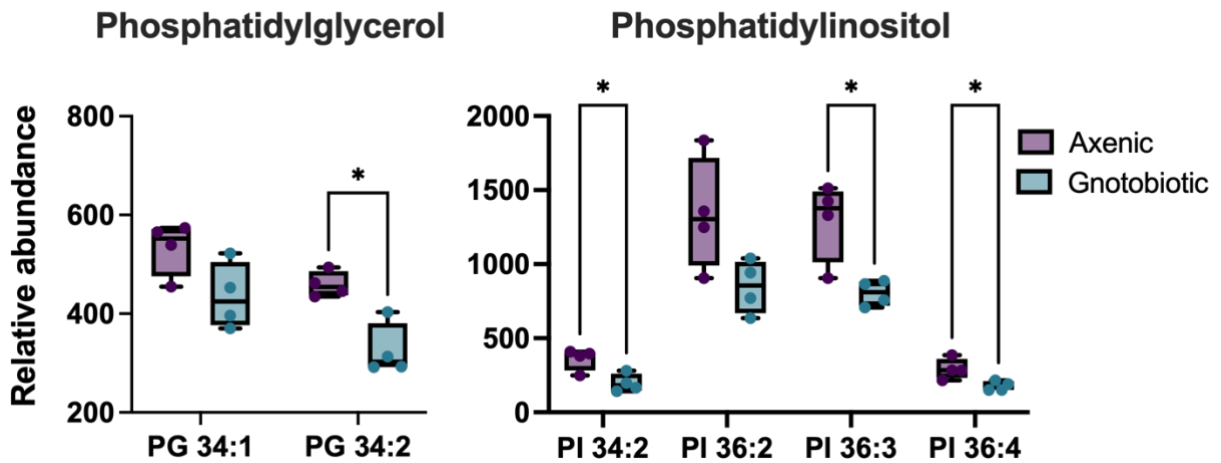 Phosphatidylglycerol
Phosphatidylinositol
Relative abundance
800
600
400
200
*
PG 34:1
PG 34:2
2000
1500
1000
500
0
*
*
*
PI 34:2
PI 36:2
PI 36:3
PI 36:4
Axenic
Gnotobiotic